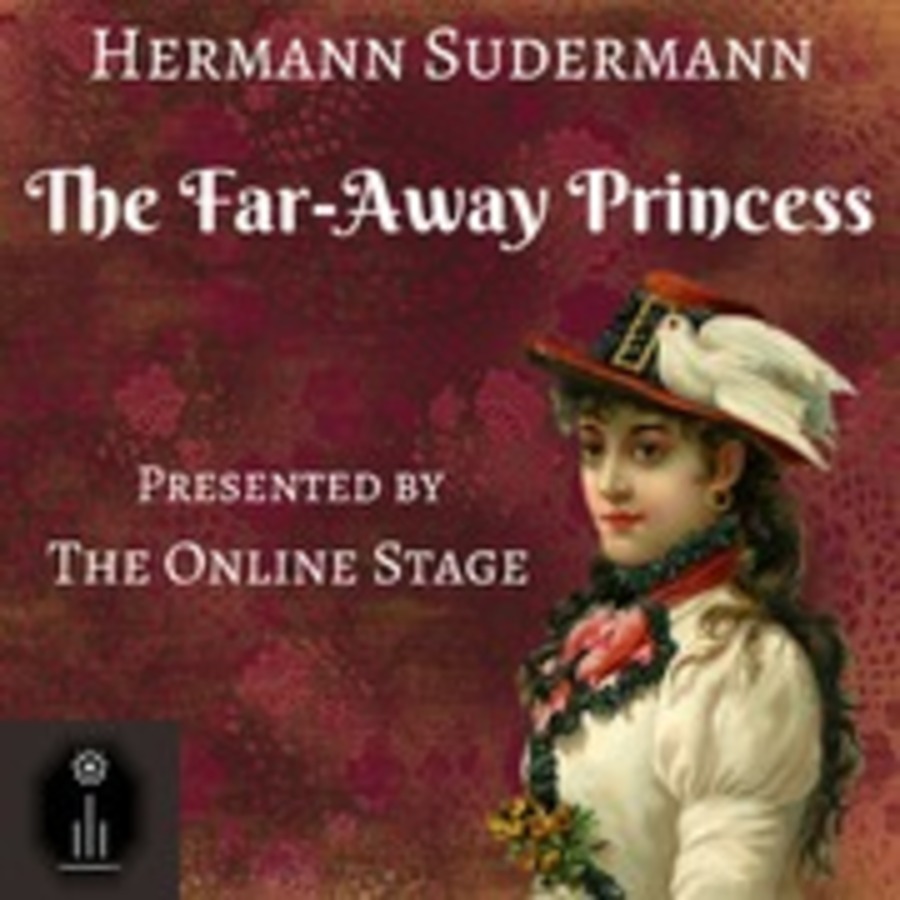 Hermann Sudermann
The Far-Away Princess
Presented by
The Online Stage